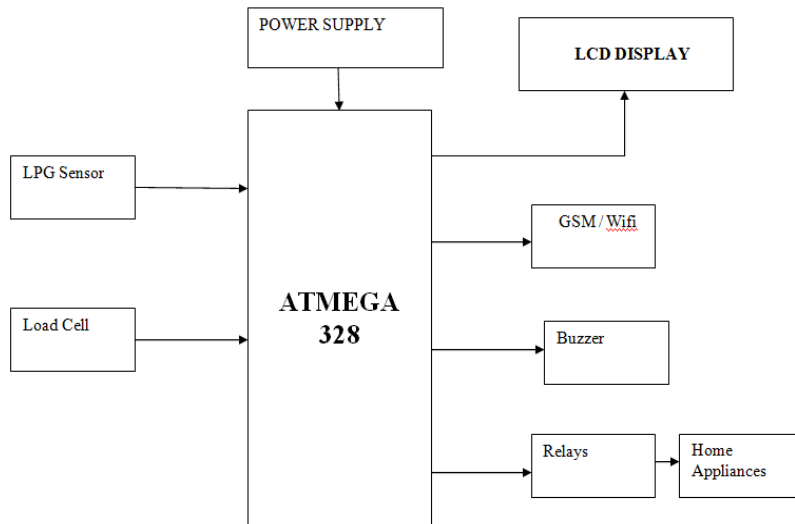 POWER SUPPLY
LCD DISPLAY
LPG Sensor
GSM / Wifi
ATMEGA
328
Load Cell
Buzzer
Relays
Home
Appliances